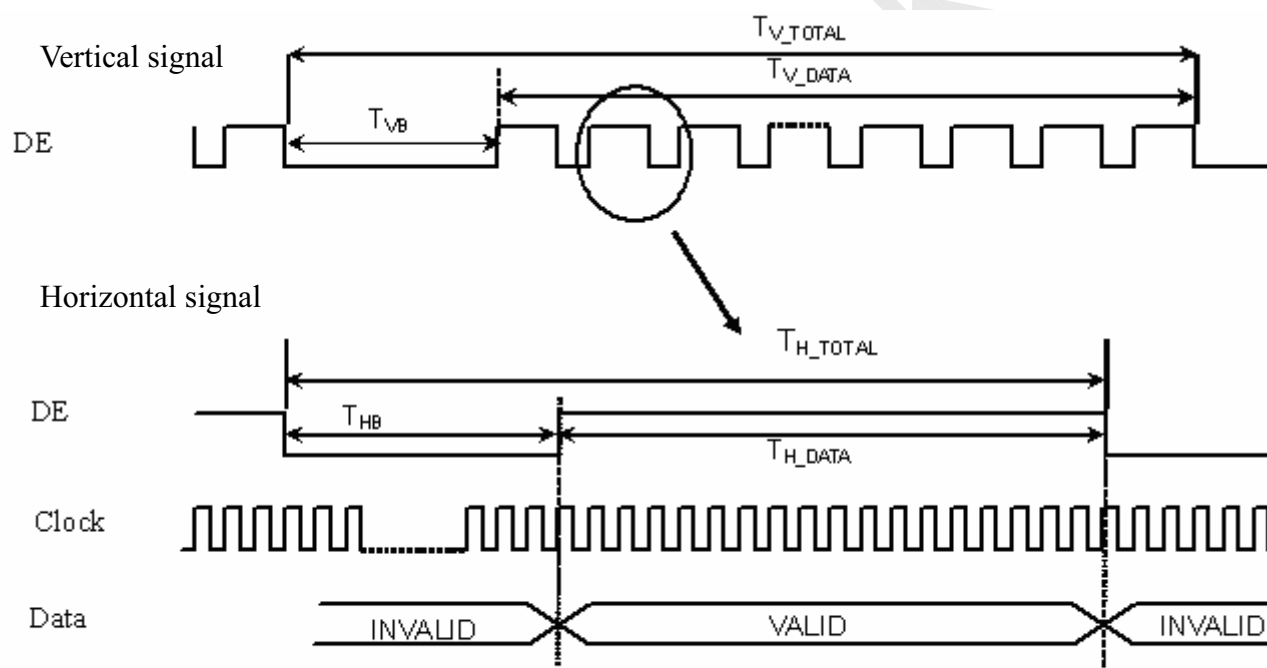 Vertical signal
T_V_TOTAL
T_V_DATA
T_VB
DE
Horizontal signal
T_H_TOTAL
DE
T_HB
T_H_DATA
Clock
Data
INVALID
VALID
INVALID